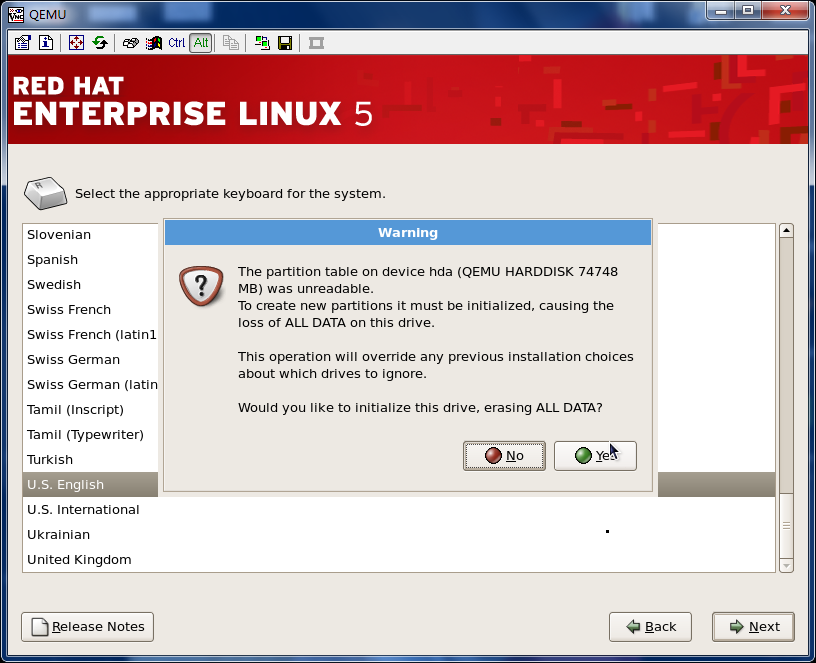 QEMU
Ctrl Alt
RED HAT
ENTERPRISE LINUX 5
Select the appropriate keyboard for the system.
Slovenian
Spanish
Swedish
Swiss French
Swiss French (latin1
Swiss German
Swiss German (latin
Tamil (Inscript)
Tamil (Typewriter)
Turkish
U.S. English
U.S. International
Ukrainian
United Kingdom
Warning
The partition table on device hda (QEMU HARDDISK 74748
MB) was unreadable.
To create new partitions it must be initialized, causing the
loss of ALL DATA on this drive.
This operation will override any previous installation choices
about which drives to ignore.
Would you like to initialize this drive, erasing ALL DATA?
No
Yes
Release Notes
Back
Next